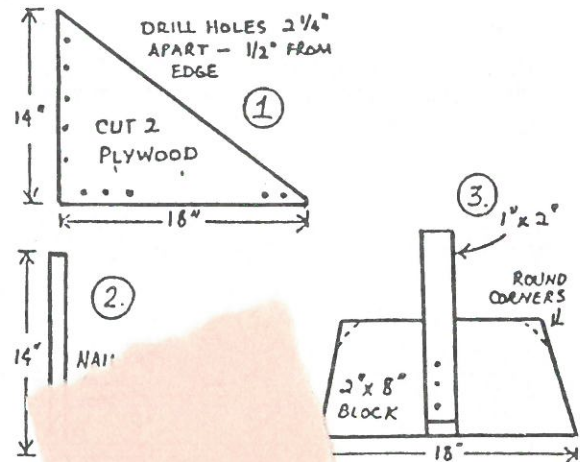 DRILL HOLES 2 1/4"
APART - 1/2" FROM
EDGE
1
14"
CUT 2
PLYWOOD
18"
2.
14"
3.
1" x 2"
ROUND
CORNERS
2" x 8"
BLOCK
18"